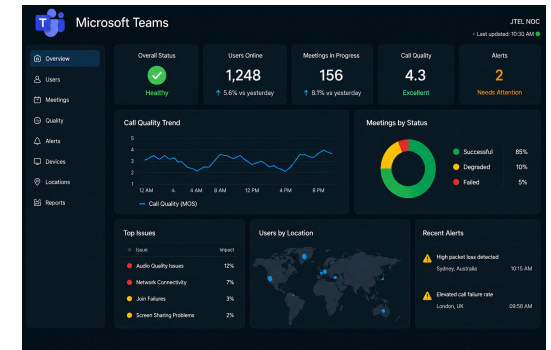 Microsoft Teams
JTEL NOC
Last updated: 10:30 AM
Overview
Users
Meetings
Quality
Alerts
Devices
Locations
Reports
Overall Status
Healthy
Users Online
1,248
↑ 5.6% vs yesterday
Meetings in Progress
156
↑ 8.1% vs yesterday
Call Quality
4.3
Excellent
Alerts
2
Needs Attention
Call Quality Trend
5
4
3
2
1
12 AM 4. 4 AM 8 AM 12 PM 4 PM 8 PM
Call Quality (MOS)
Meetings by Status
Successful 85%
Degraded 10%
Failed 5%
Top Issues
Issue Impact
Audio Quality Issues 12%
Network Connectivity 7%
Join Failures 3%
Screen Sharing Problems 2%
Users by Location
Recent Alerts
High packet loss detected
Sydney, Australia 10:15 AM
Elevated call failure rate
London, UK 09:58 AM